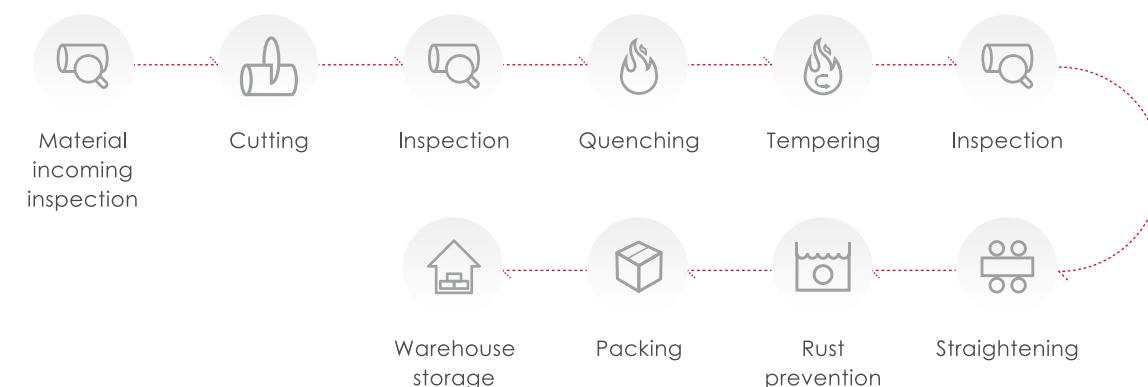 Material
incoming
inspection
Cutting
Inspection
Quenching
Tempering
Inspection
Straightening
Rust
prevention
Packing
Warehouse
storage